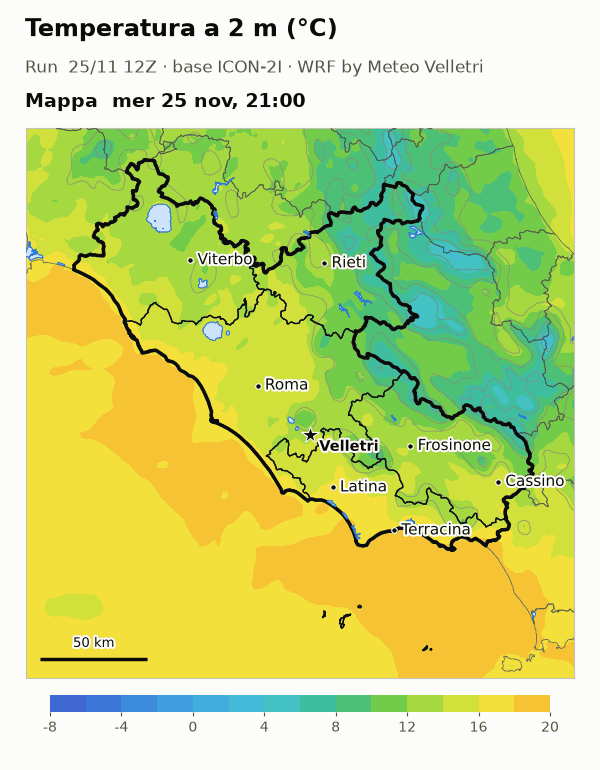 Temperatura a 2 m (°C)
Run  25/11 12Z · base ICON-2I · WRF by Meteo Velletri
Mappa  mer 25 nov, 21:00
Viterbo
Rieti
Roma
Velletri
Frosinone
Cassino
Latina
Terracina
50 km
-8 -4 0 4 8 12 16 20